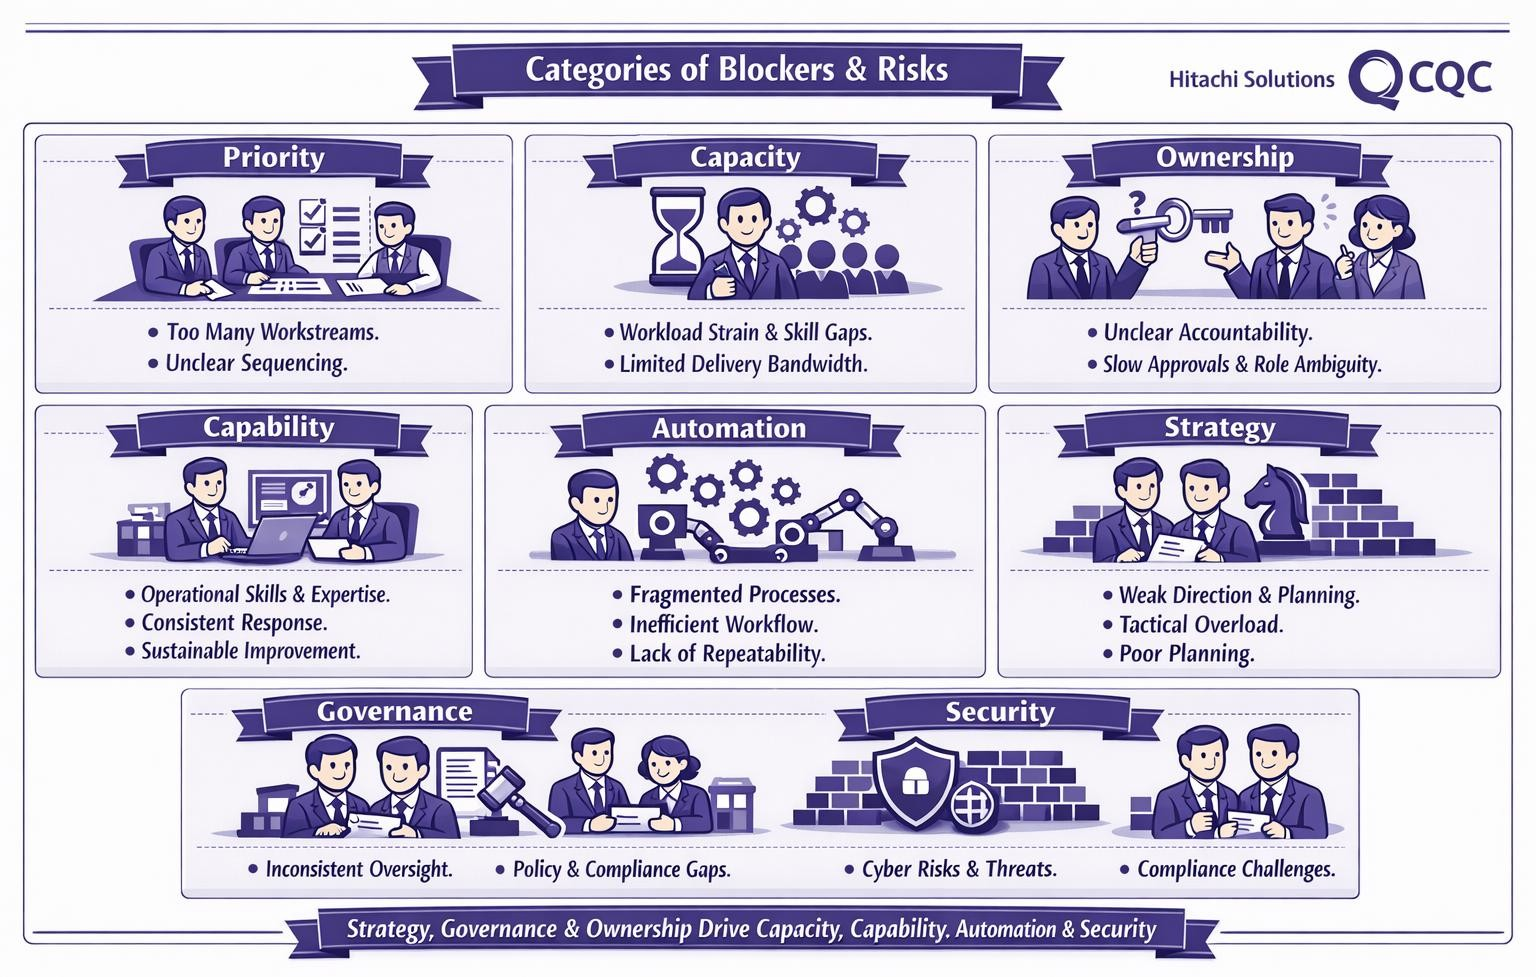 Categories of Blockers & Risks
Hitachi Solutions CQC
Priority
• Too Many Workstreams.
• Unclear Sequencing.
Capacity
• Workload Strain & Skill Gaps.
• Limited Delivery Bandwidth.
Ownership
?
• Unclear Accountability.
• Slow Approvals & Role Ambiguity.
Capability
• Operational Skills & Expertise.
• Consistent Response.
• Sustainable Improvement.
Automation
• Fragmented Processes.
• Inefficient Workflow.
• Lack of Repeatability.
Strategy
• Weak Direction & Planning.
• Tactical Overload.
• Poor Planning.
Governance
• Inconsistent Oversight.
• Policy & Compliance Gaps.
Security
• Cyber Risks & Threats.
• Compliance Challenges.
Strategy, Governance & Ownership Drive Capacity, Capability. Automation & Security